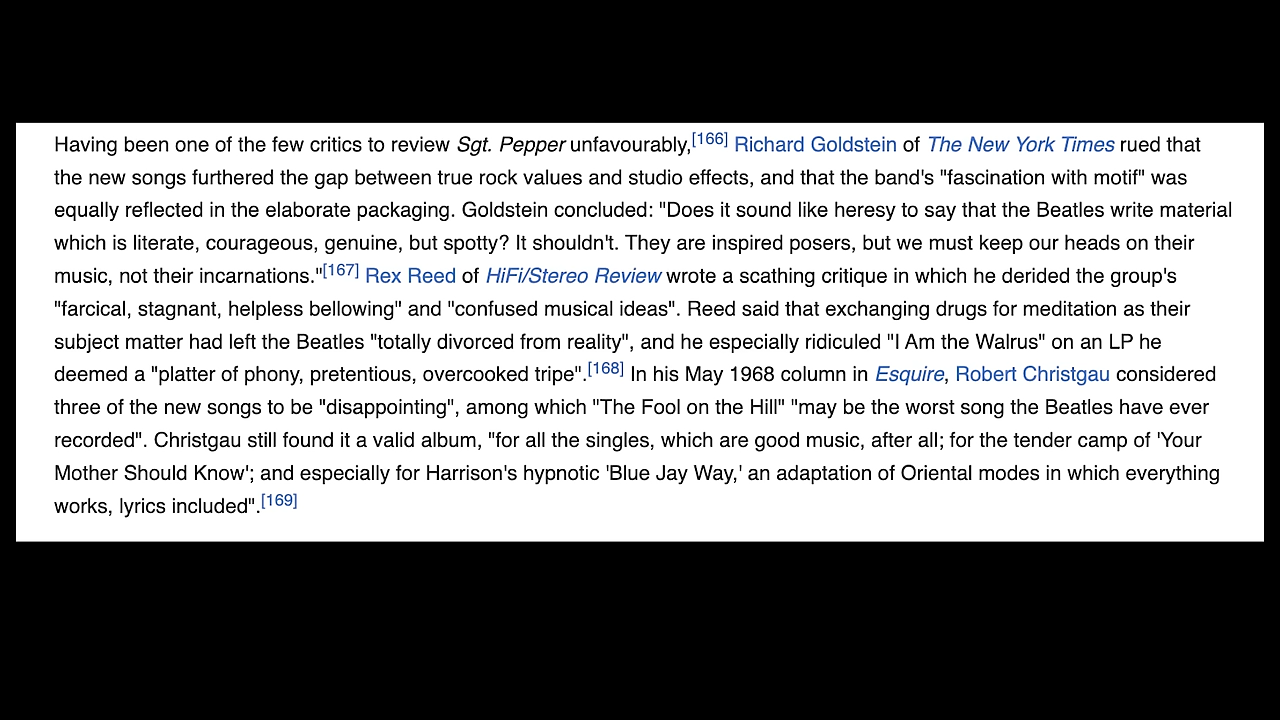 Having been one of the few critics to review Sgt. Pepper unfavourably,[166] Richard Goldstein of The New York Times rued that
the new songs furthered the gap between true rock values and studio effects, and that the band's "fascination with motif" was
equally reflected in the elaborate packaging. Goldstein concluded: "Does it sound like heresy to say that the Beatles write material
which is literate, courageous, genuine, but spotty? It shouldn't. They are inspired posers, but we must keep our heads on their
music, not their incarnations."[167] Rex Reed of HiFi/Stereo Review wrote a scathing critique in which he derided the group's
"farcical, stagnant, helpless bellowing" and "confused musical ideas". Reed said that exchanging drugs for meditation as their
subject matter had left the Beatles "totally divorced from reality", and he especially ridiculed "I Am the Walrus" on an LP he
deemed a "platter of phony, pretentious, overcooked tripe".[168] In his May 1968 column in Esquire, Robert Christgau considered
three of the new songs to be "disappointing", among which "The Fool on the Hill" "may be the worst song the Beatles have ever
recorded". Christgau still found it a valid album, "for all the singles, which are good music, after all; for the tender camp of 'Your
Mother Should Know'; and especially for Harrison's hypnotic 'Blue Jay Way,' an adaptation of Oriental modes in which everything
works, lyrics included".[169]